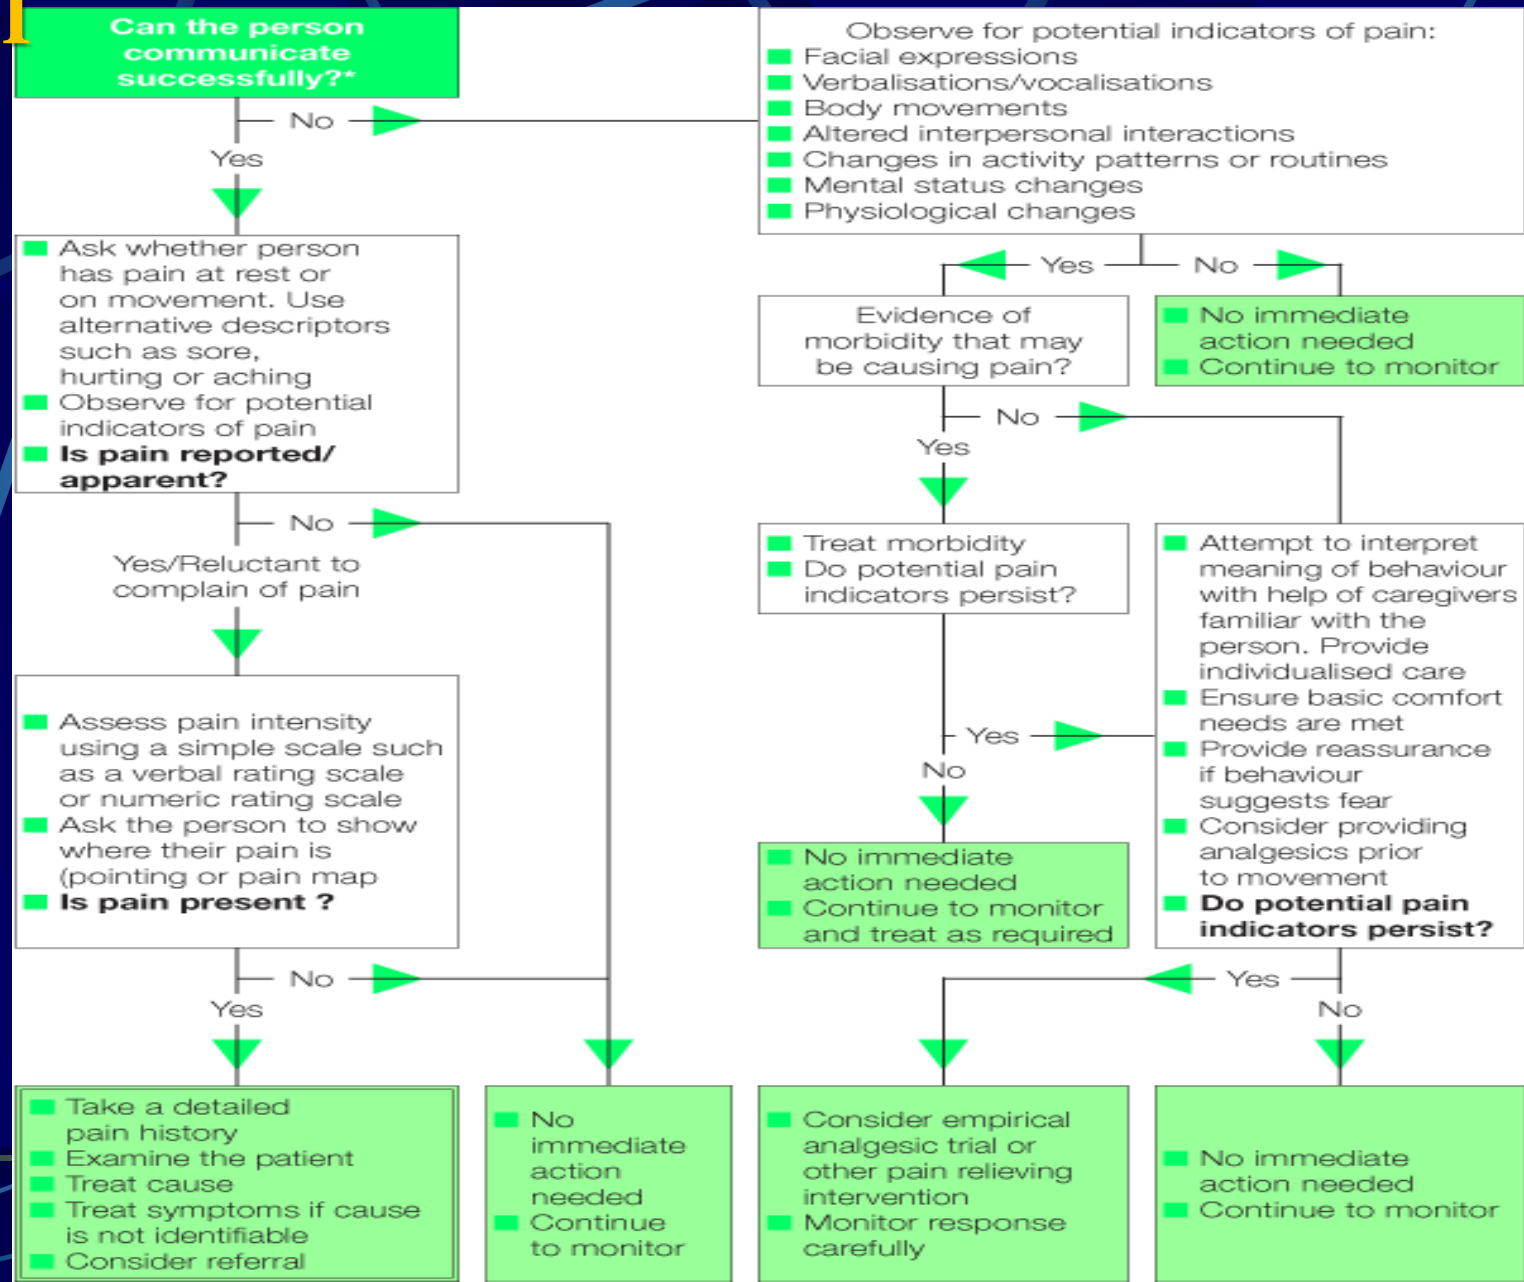 Can the person
communicate
successfully?*
No
Yes
Observe for potential indicators of pain:
Facial expressions
Verbalisations/vocalisations
Body movements
Altered interpersonal interactions
Changes in activity patterns or routines
Mental status changes
Physiological changes
Ask whether person
has pain at rest or
on movement. Use
alternative descriptors
such as sore,
hurting or aching
Observe for potential
indicators of pain
Is pain reported/
apparent?
No
Yes/Reluctant to
complain of pain
Assess pain intensity
using a simple scale such
as a verbal rating scale
or numeric rating scale
Ask the person to show
where their pain is
(pointing or pain map
Is pain present ?
No
Yes
Take a detailed
pain history
Examine the patient
Treat cause
Treat symptoms if cause
is not identifiable
Consider referral
No
immediate
action
needed
Continue
to monitor
Yes
No
Evidence of
morbidity that may
be causing pain?
No immediate
action needed
Continue to monitor
No
Yes
Treat morbidity
Do potential pain
indicators persist?
Yes
No
No immediate
action needed
Continue to monitor
and treat as required
Attempt to interpret
meaning of behaviour
with help of caregivers
familiar with the
person. Provide
individualised care
Ensure basic comfort
needs are met
Provide reassurance
if behaviour
suggests fear
Consider providing
analgesics prior
to movement
Do potential pain
indicators persist?
Yes
No
Consider empirical
analgesic trial or
other pain relieving
intervention
Monitor response
carefully
No immediate
action needed
Continue to monitor